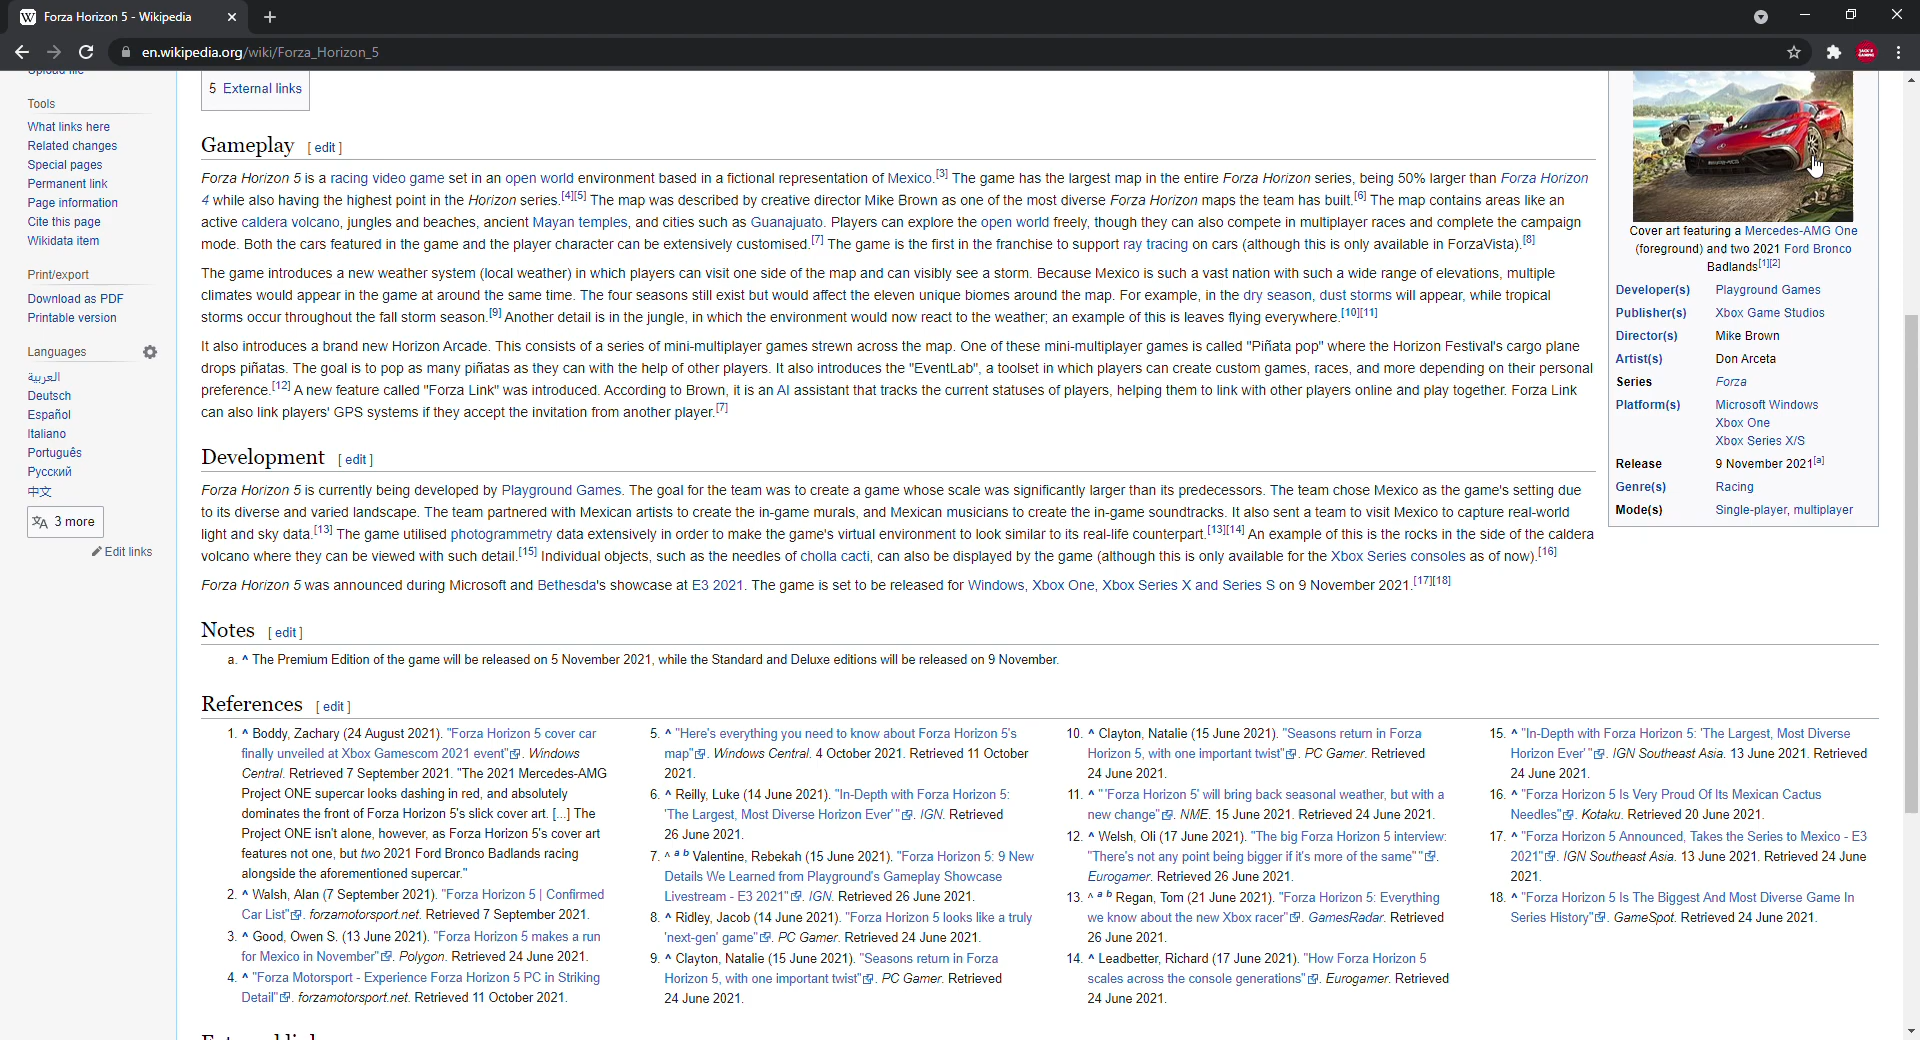 Forza Horizon 5 - Wikipedia
en.wikipedia.org/wiki/Forza_Horizon_5
Upload file
Tools
What links here
Related changes
Special pages
Permanent link
Page information
Cite this page
Wikidata item
Print/export
Download as PDF
Printable version
Languages
العربية
Deutsch
Español
Italiano
Português
Русский
中文
3 more
Edit links
5 External links
Gameplay [ edit ]
Forza Horizon 5 is a racing video game set in an open world environment based in a fictional representation of Mexico.[3] The game has the largest map in the entire Forza Horizon series, being 50% larger than Forza Horizon
4 while also having the highest point in the Horizon series.[4][5] The map was described by creative director Mike Brown as one of the most diverse Forza Horizon maps the team has built.[6] The map contains areas like an
active caldera volcano, jungles and beaches, ancient Mayan temples, and cities such as Guanajuato. Players can explore the open world freely, though they can also compete in multiplayer races and complete the campaign
mode. Both the cars featured in the game and the player character can be extensively customised.[7] The game is the first in the franchise to support ray tracing on cars (although this is only available in ForzaVista).[8]
The game introduces a new weather system (local weather) in which players can visit one side of the map and can visibly see a storm. Because Mexico is such a vast nation with such a wide range of elevations, multiple
climates would appear in the game at around the same time. The four seasons still exist but would affect the eleven unique biomes around the map. For example, in the dry season, dust storms will appear, while tropical
storms occur throughout the fall storm season.[9] Another detail is in the jungle, in which the environment would now react to the weather; an example of this is leaves flying everywhere.[10][11]
It also introduces a brand new Horizon Arcade. This consists of a series of mini-multiplayer games strewn across the map. One of these mini-multiplayer games is called "Piñata pop" where the Horizon Festival's cargo plane
drops piñatas. The goal is to pop as many piñatas as they can with the help of other players. It also introduces the "EventLab", a toolset in which players can create custom games, races, and more depending on their personal
preference.[12] A new feature called "Forza Link" was introduced. According to Brown, it is an AI assistant that tracks the current statuses of players, helping them to link with other players online and play together. Forza Link
can also link players' GPS systems if they accept the invitation from another player.[7]
Development [ edit ]
Forza Horizon 5 is currently being developed by Playground Games. The goal for the team was to create a game whose scale was significantly larger than its predecessors. The team chose Mexico as the game's setting due
to its diverse and varied landscape. The team partnered with Mexican artists to create the in-game murals, and Mexican musicians to create the in-game soundtracks. It also sent a team to visit Mexico to capture real-world
light and sky data.[13] The game utilised photogrammetry data extensively in order to make the game's virtual environment to look similar to its real-life counterpart.[13][14] An example of this is the rocks in the side of the caldera
volcano where they can be viewed with such detail.[15] Individual objects, such as the needles of cholla cacti, can also be displayed by the game (although this is only available for the Xbox Series consoles as of now).[16]
Forza Horizon 5 was announced during Microsoft and Bethesda's showcase at E3 2021. The game is set to be released for Windows, Xbox One, Xbox Series X and Series S on 9 November 2021.[17][18]
Cover art featuring a Mercedes-AMG One
(foreground) and two 2021 Ford Bronco
Badlands[1][2]
Developer(s) Playground Games
Publisher(s) Xbox Game Studios
Director(s) Mike Brown
Artist(s) Don Arceta
Series Forza
Platform(s) Microsoft Windows
Xbox One
Xbox Series X/S
Release 9 November 2021[a]
Genre(s) Racing
Mode(s) Single-player, multiplayer
Notes [ edit ]
a. ^ The Premium Edition of the game will be released on 5 November 2021, while the Standard and Deluxe editions will be released on 9 November.
References [ edit ]
1. ^ Boddy, Zachary (24 August 2021). "Forza Horizon 5 cover car
finally unveiled at Xbox Gamescom 2021 event". Windows
Central. Retrieved 7 September 2021. "The 2021 Mercedes-AMG
Project ONE supercar looks dashing in red, and absolutely
dominates the front of Forza Horizon 5's slick cover art. [...] The
Project ONE isn't alone, however, as Forza Horizon 5's cover art
features not one, but two 2021 Ford Bronco Badlands racing
alongside the aforementioned supercar."
2. ^ Walsh, Alan (7 September 2021). "Forza Horizon 5 | Confirmed
Car List". forzamotorsport.net. Retrieved 7 September 2021.
3. ^ Good, Owen S. (13 June 2021). "Forza Horizon 5 makes a run
for Mexico in November". Polygon. Retrieved 24 June 2021.
4. ^ "Forza Motorsport - Experience Forza Horizon 5 PC in Striking
Detail". forzamotorsport.net. Retrieved 11 October 2021.
5. ^ "Here's everything you need to know about Forza Horizon 5's
map". Windows Central. 4 October 2021. Retrieved 11 October
2021.
6. ^ Reilly, Luke (14 June 2021). "In-Depth with Forza Horizon 5:
'The Largest, Most Diverse Horizon Ever'". IGN. Retrieved
26 June 2021.
7. ^ a b Valentine, Rebekah (15 June 2021). "Forza Horizon 5: 9 New
Details We Learned from Playground's Gameplay Showcase
Livestream - E3 2021". IGN. Retrieved 26 June 2021.
8. ^ Ridley, Jacob (14 June 2021). "Forza Horizon 5 looks like a truly
'next-gen' game". PC Gamer. Retrieved 24 June 2021.
9. ^ Clayton, Natalie (15 June 2021). "Seasons return in Forza
Horizon 5, with one important twist". PC Gamer. Retrieved
24 June 2021.
10. ^ Clayton, Natalie (15 June 2021). "Seasons return in Forza
Horizon 5, with one important twist". PC Gamer. Retrieved
24 June 2021.
11. ^ "'Forza Horizon 5' will bring back seasonal weather, but with a
new change". NME. 15 June 2021. Retrieved 24 June 2021.
12. ^ Welsh, Oli (17 June 2021). "The big Forza Horizon 5 interview:
"There's not any point being bigger if it's more of the same"".
Eurogamer. Retrieved 26 June 2021.
13. ^ a b Regan, Tom (21 June 2021). "Forza Horizon 5: Everything
we know about the new Xbox racer". GamesRadar. Retrieved
26 June 2021.
14. ^ Leadbetter, Richard (17 June 2021). "How Forza Horizon 5
scales across the console generations". Eurogamer. Retrieved
24 June 2021.
15. ^ "In-Depth with Forza Horizon 5: 'The Largest, Most Diverse
Horizon Ever'". IGN Southeast Asia. 13 June 2021. Retrieved
24 June 2021.
16. ^ "Forza Horizon 5 Is Very Proud Of Its Mexican Cactus
Needles". Kotaku. Retrieved 20 June 2021.
17. ^ "Forza Horizon 5 Announced, Takes the Series to Mexico - E3
2021". IGN Southeast Asia. 13 June 2021. Retrieved 24 June
2021.
18. ^ "Forza Horizon 5 Is The Biggest And Most Diverse Game In
Series History". GameSpot. Retrieved 24 June 2021.